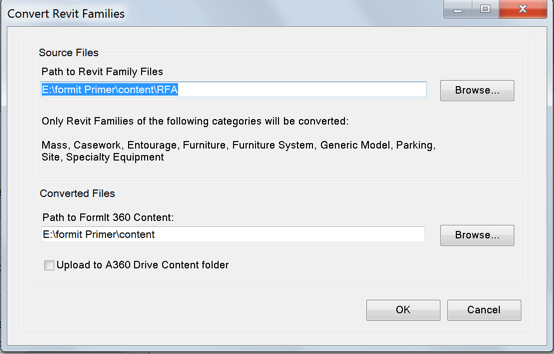 Convert Revit Families
Source Files
Path to Revit Family Files
E:\formit Primer\content\RFA
Browse...
Only Revit Families of the following categories will be converted:
Mass, Casework, Entourage, Furniture, Furniture System, Generic Model, Parking,
Site, Specialty Equipment
Converted Files
Path to FormIt 360 Content:
E:\formit Primer\content
Browse...
Upload to A360 Drive Content folder
OK
Cancel